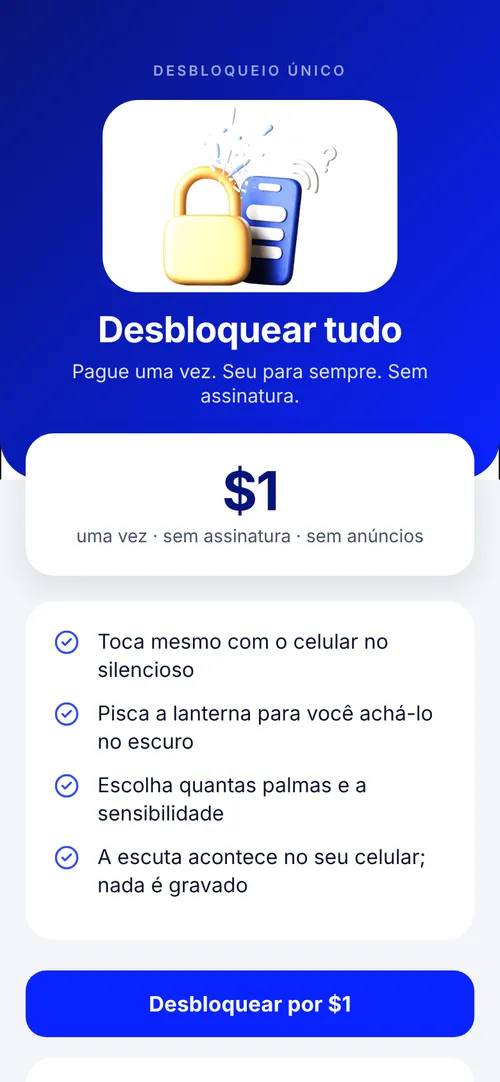 DESBLOQUEIO ÚNICO
?
Desbloquear tudo
Pague uma vez. Seu para sempre. Sem
assinatura.
$1
uma vez · sem assinatura · sem anúncios
Toca mesmo com o celular no
silencioso
Pisca a lanterna para você achá-lo
no escuro
Escolha quantas palmas e a
sensibilidade
A escuta acontece no seu celular;
nada é gravado
Desbloquear por $1